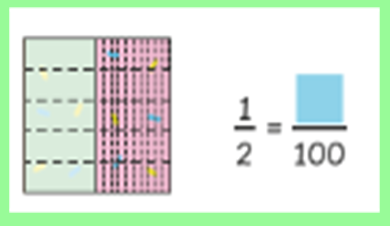 1/2 = /100